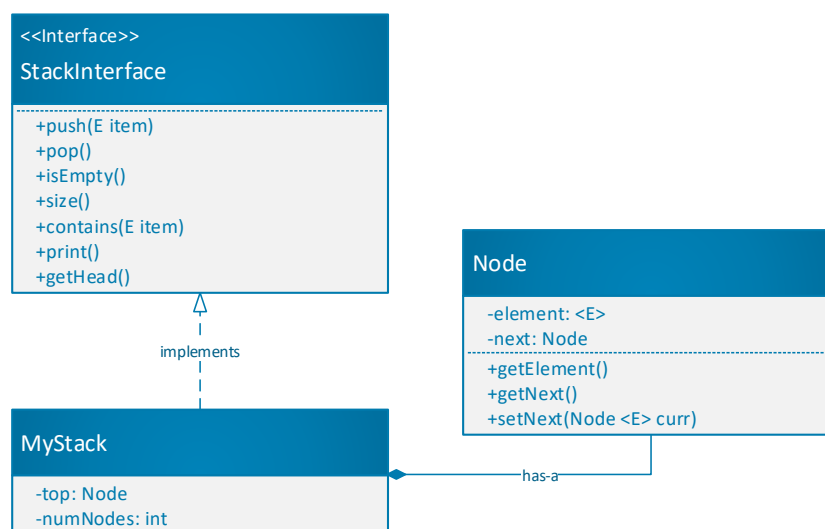 <<Interface>>
StackInterface
+push(E item)
+pop()
+isEmpty()
+size()
+contains(E item)
+print()
+getHead()
implements
Node
-element: <E>
-next: Node
+getElement()
+getNext()
+setNext(Node <E> curr)
MyStack
-top: Node
-numNodes: int
has-a